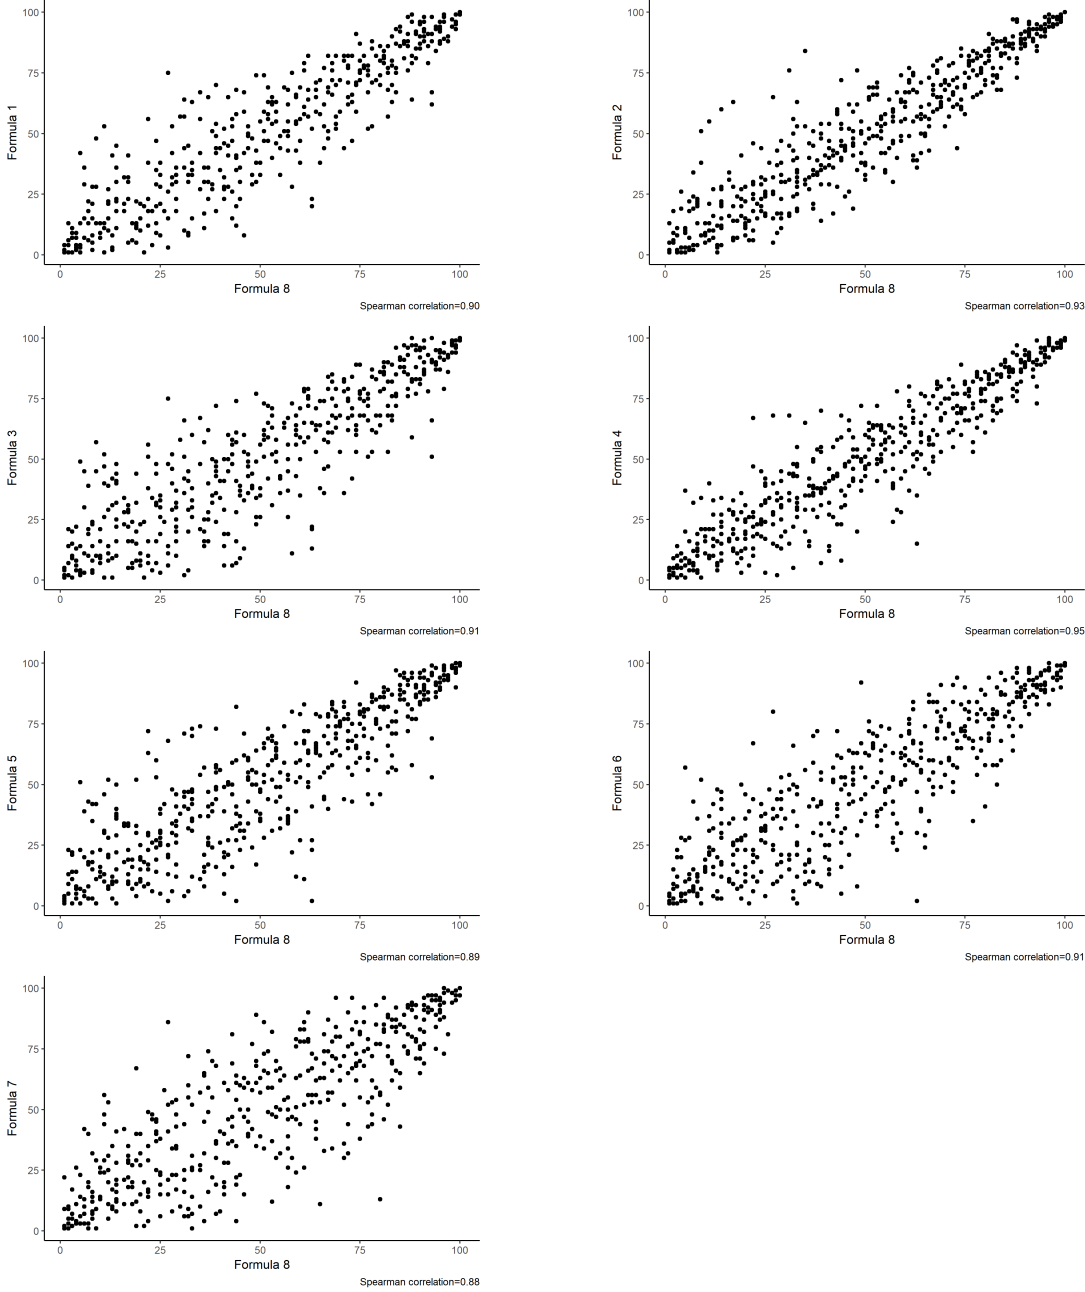 100
75
50
25
0
Formula 1
0 25 50 75 100
Formula 8
Spearman correlation=0.90
100
75
50
25
0
Formula 2
0 25 50 75 100
Formula 8
Spearman correlation=0.93
100
75
50
25
0
Formula 3
0 25 50 75 100
Formula 8
Spearman correlation=0.91
100
75
50
25
0
Formula 4
0 25 50 75 100
Formula 8
Spearman correlation=0.95
100
75
50
25
0
Formula 5
0 25 50 75 100
Formula 8
Spearman correlation=0.89
100
75
50
25
0
Formula 6
0 25 50 75 100
Formula 8
Spearman correlation=0.91
100
75
50
25
0
Formula 7
0 25 50 75 100
Formula 8
Spearman correlation=0.88